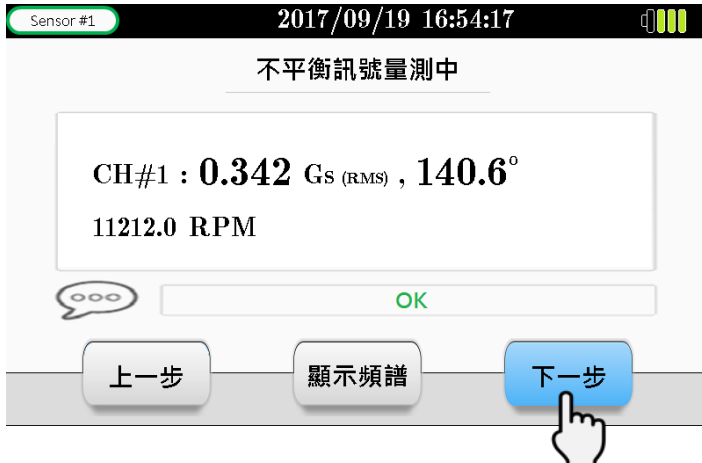 Sensor #1 2017/09/19 16:54:17
不平衡訊號量測中
CH#1 : 0.342 Gs (RMS) , 140.6°
11212.0 RPM
OK
上一步 顯示頻譜 下一步